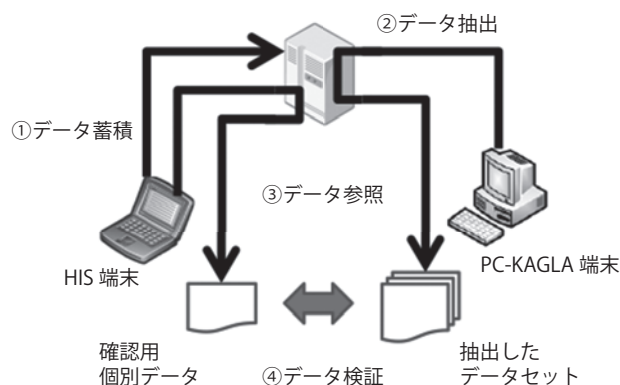 ②データ抽出
①データ蓄積
③データ参照
HIS 端末
PC-KAGLA 端末
確認用
個別データ
④データ検証
抽出した
データセット